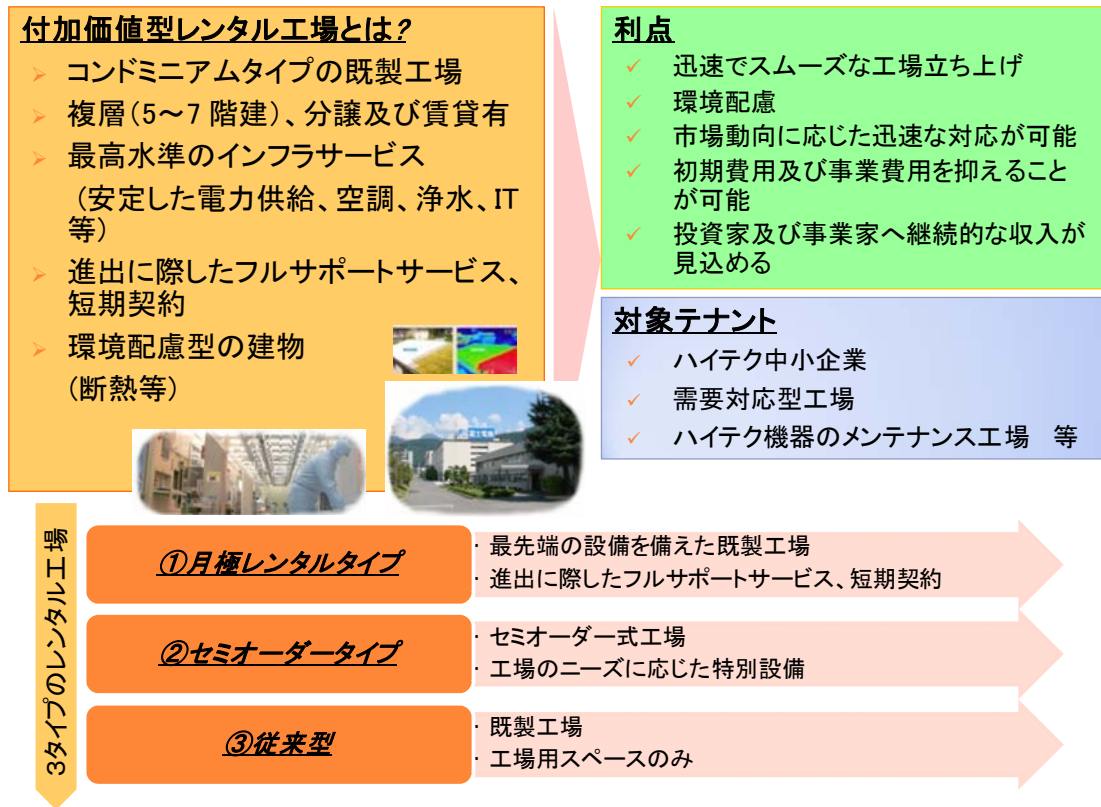 付加価値型レンタル工場とは?
コンドミニアムタイプの既製工場
複層(5～7 階建)、分譲及び賃貸有
最高水準のインフラサービス
(安定した電力供給、空調、浄水、IT
等)
進出に際したフルサポートサービス、
短期契約
環境配慮型の建物
(断熱等)
利点
迅速でスムーズな工場立ち上げ
環境配慮
市場動向に応じた迅速な対応が可能
初期費用及び事業費用を抑えること
が可能
投資家及び事業家へ継続的な収入が
見込める
対象テナント
ハイテク中小企業
需要対応型工場
ハイテク機器のメンテナンス工場　等
3タイプのレンタル工場
①月極レンタルタイプ
・最先端の設備を備えた既製工場
・進出に際したフルサポートサービス、短期契約
②セミオーダータイプ
・セミオーダー式工場
・工場のニーズに応じた特別設備
③従来型
・既製工場
・工場用スペースのみ